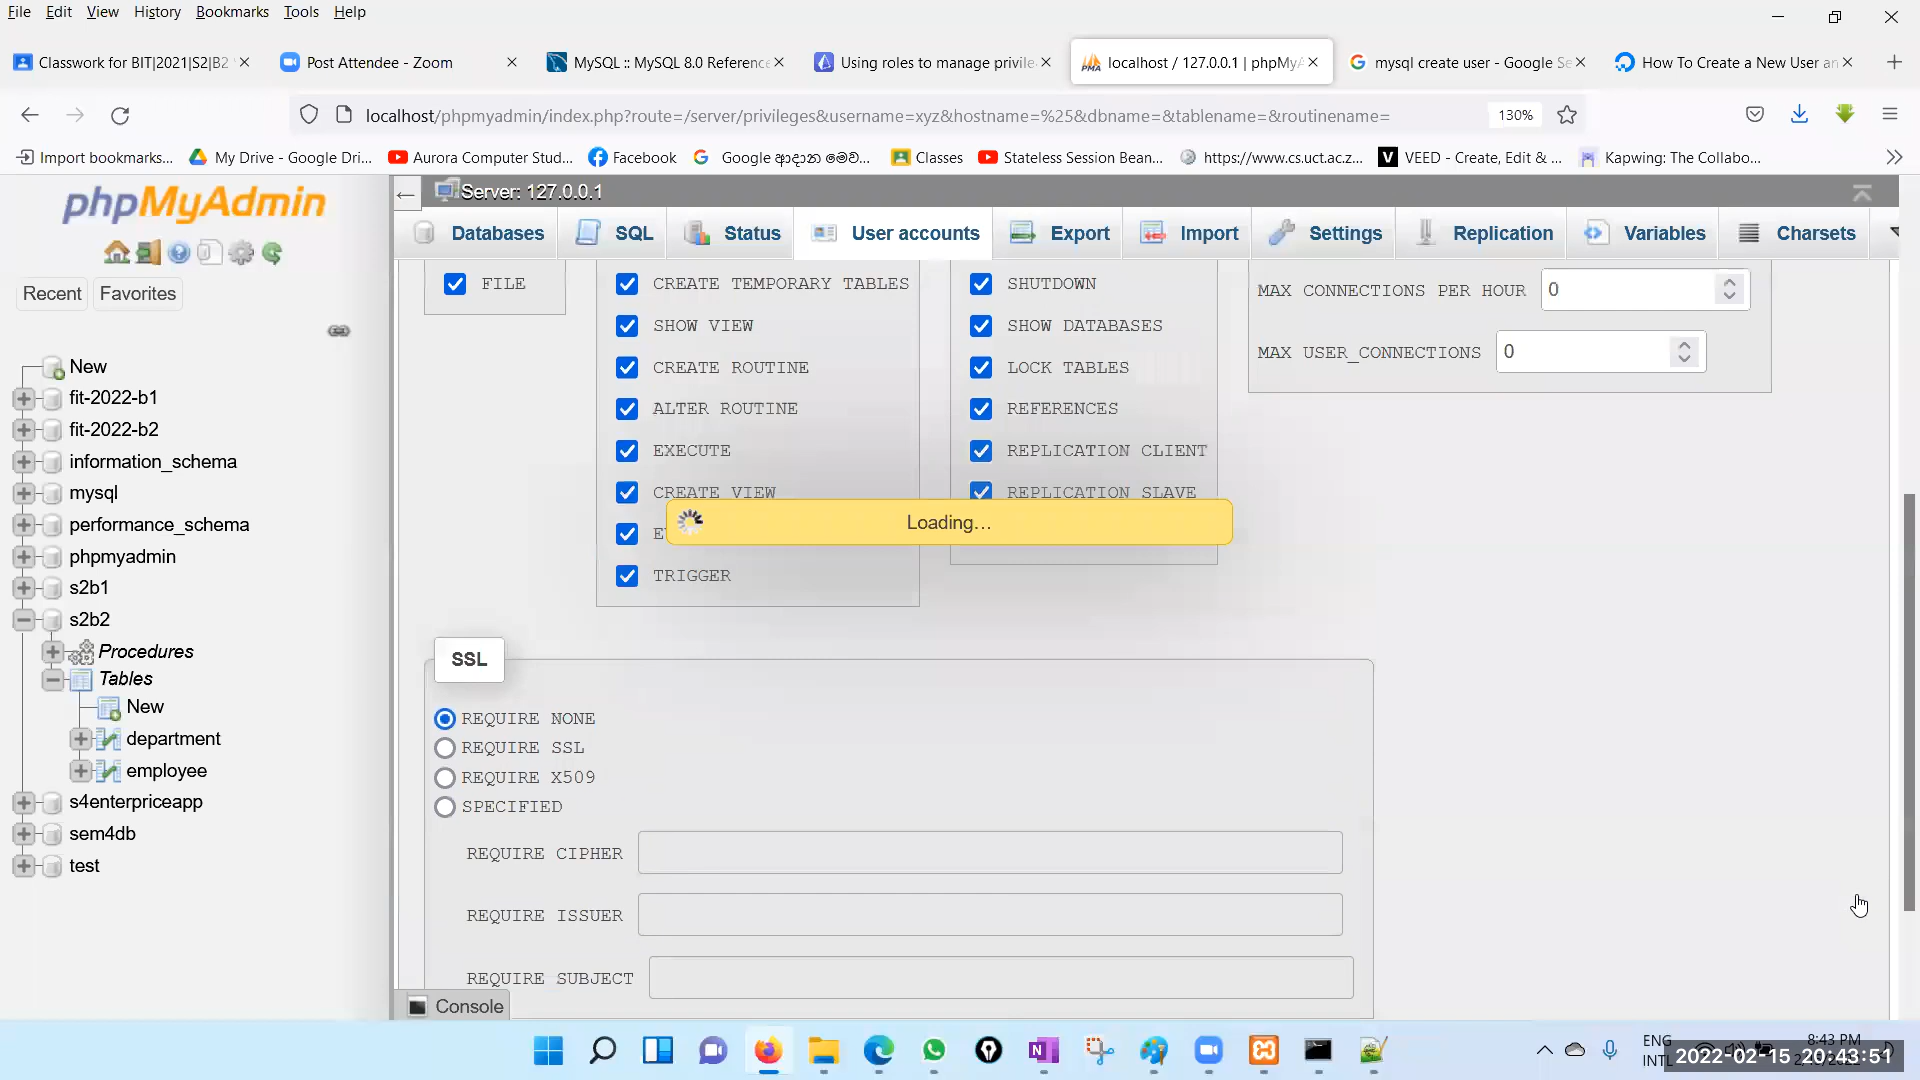 File Edit View History Bookmarks Tools Help
Classwork for BIT|2021|S2|B2
Post Attendee - Zoom
MySQL :: MySQL 8.0 Reference
Using roles to manage privile
localhost / 127.0.0.1 | phpMyA
mysql create user - Google Se
How To Create a New User an
localhost/phpmyadmin/index.php?route=/server/privileges&username=xyz&hostname=%25&dbname=&tablename=&routinename=
130%
Import bookmarks...
My Drive - Google Dri...
Aurora Computer Stud...
Facebook
Google ආදාන මෙව...
Classes
Stateless Session Bean...
https://www.cs.uct.ac.z...
VEED - Create, Edit & ...
Kapwing: The Collabo...
phpMyAdmin
Recent Favorites
New
fit-2022-b1
fit-2022-b2
information_schema
mysql
performance_schema
phpmyadmin
s2b1
s2b2
Procedures
Tables
New
department
employee
s4enterpriceapp
sem4db
test
Server: 127.0.0.1
Databases SQL Status User accounts Export Import Settings Replication Variables Charsets
FILE
CREATE TEMPORARY TABLES
SHOW VIEW
CREATE ROUTINE
ALTER ROUTINE
EXECUTE
CREATE VIEW
TRIGGER
SHUTDOWN
SHOW DATABASES
LOCK TABLES
REFERENCES
REPLICATION CLIENT
REPLICATION SLAVE
MAX CONNECTIONS PER HOUR 0
MAX USER_CONNECTIONS 0
Loading...
SSL
REQUIRE NONE
REQUIRE SSL
REQUIRE X509
SPECIFIED
REQUIRE CIPHER
REQUIRE ISSUER
REQUIRE SUBJECT
Console
ENG
INTL
8:43 PM
2022-02-15 20:43:51